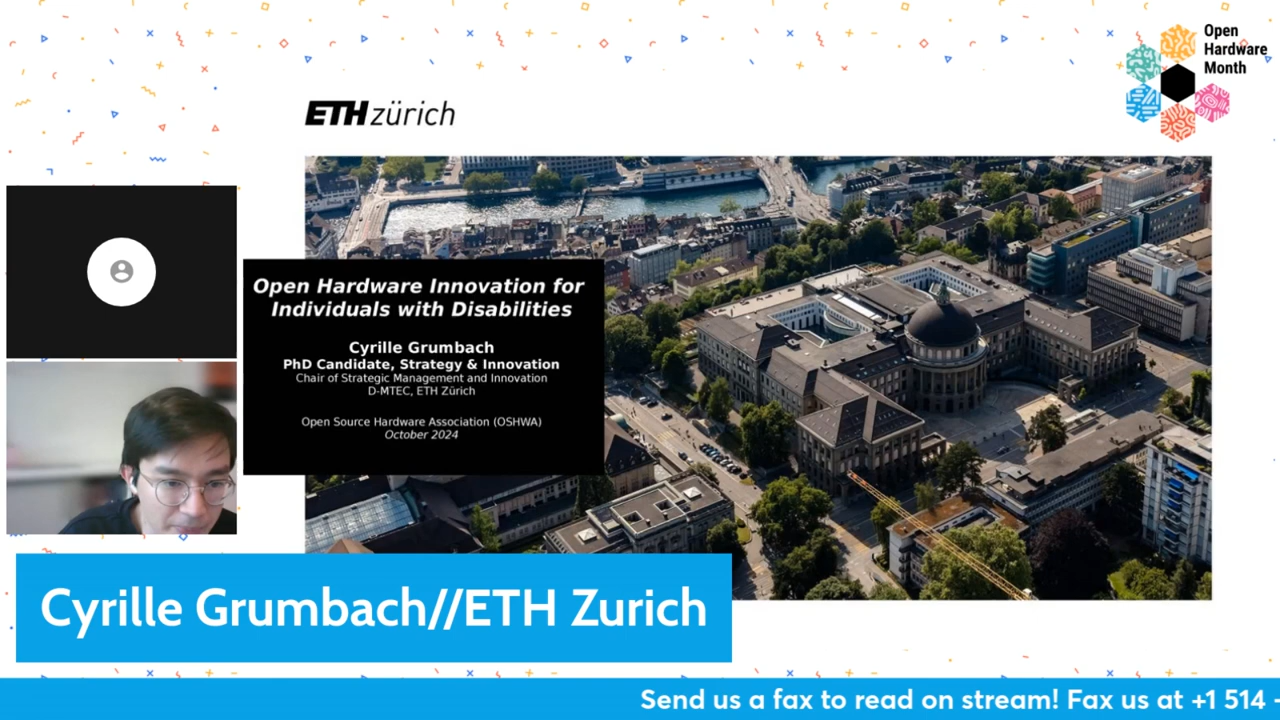 Open
Hardware
Month
ETH zürich
Open Hardware Innovation for
Individuals with Disabilities
Cyrille Grumbach
PhD Candidate, Strategy & Innovation
Chair of Strategic Management and Innovation
D-MTEC, ETH Zürich
Open Source Hardware Association (OSHWA)
October 2024
Cyrille Grumbach//ETH Zurich
Send us a fax to read on stream! Fax us at +1 514 -